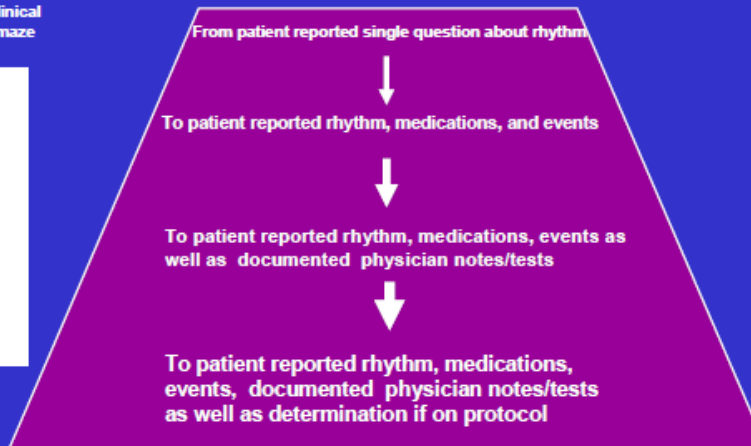 maze
From patient reported single question about rhythm
To patient reported rhythm, medications, and events
To patient reported rhythm, medications, events as
well as documented physician notes/tests
To patient reported rhythm, medications,
events, documented physician notes/tests
as well as determination if on protocol